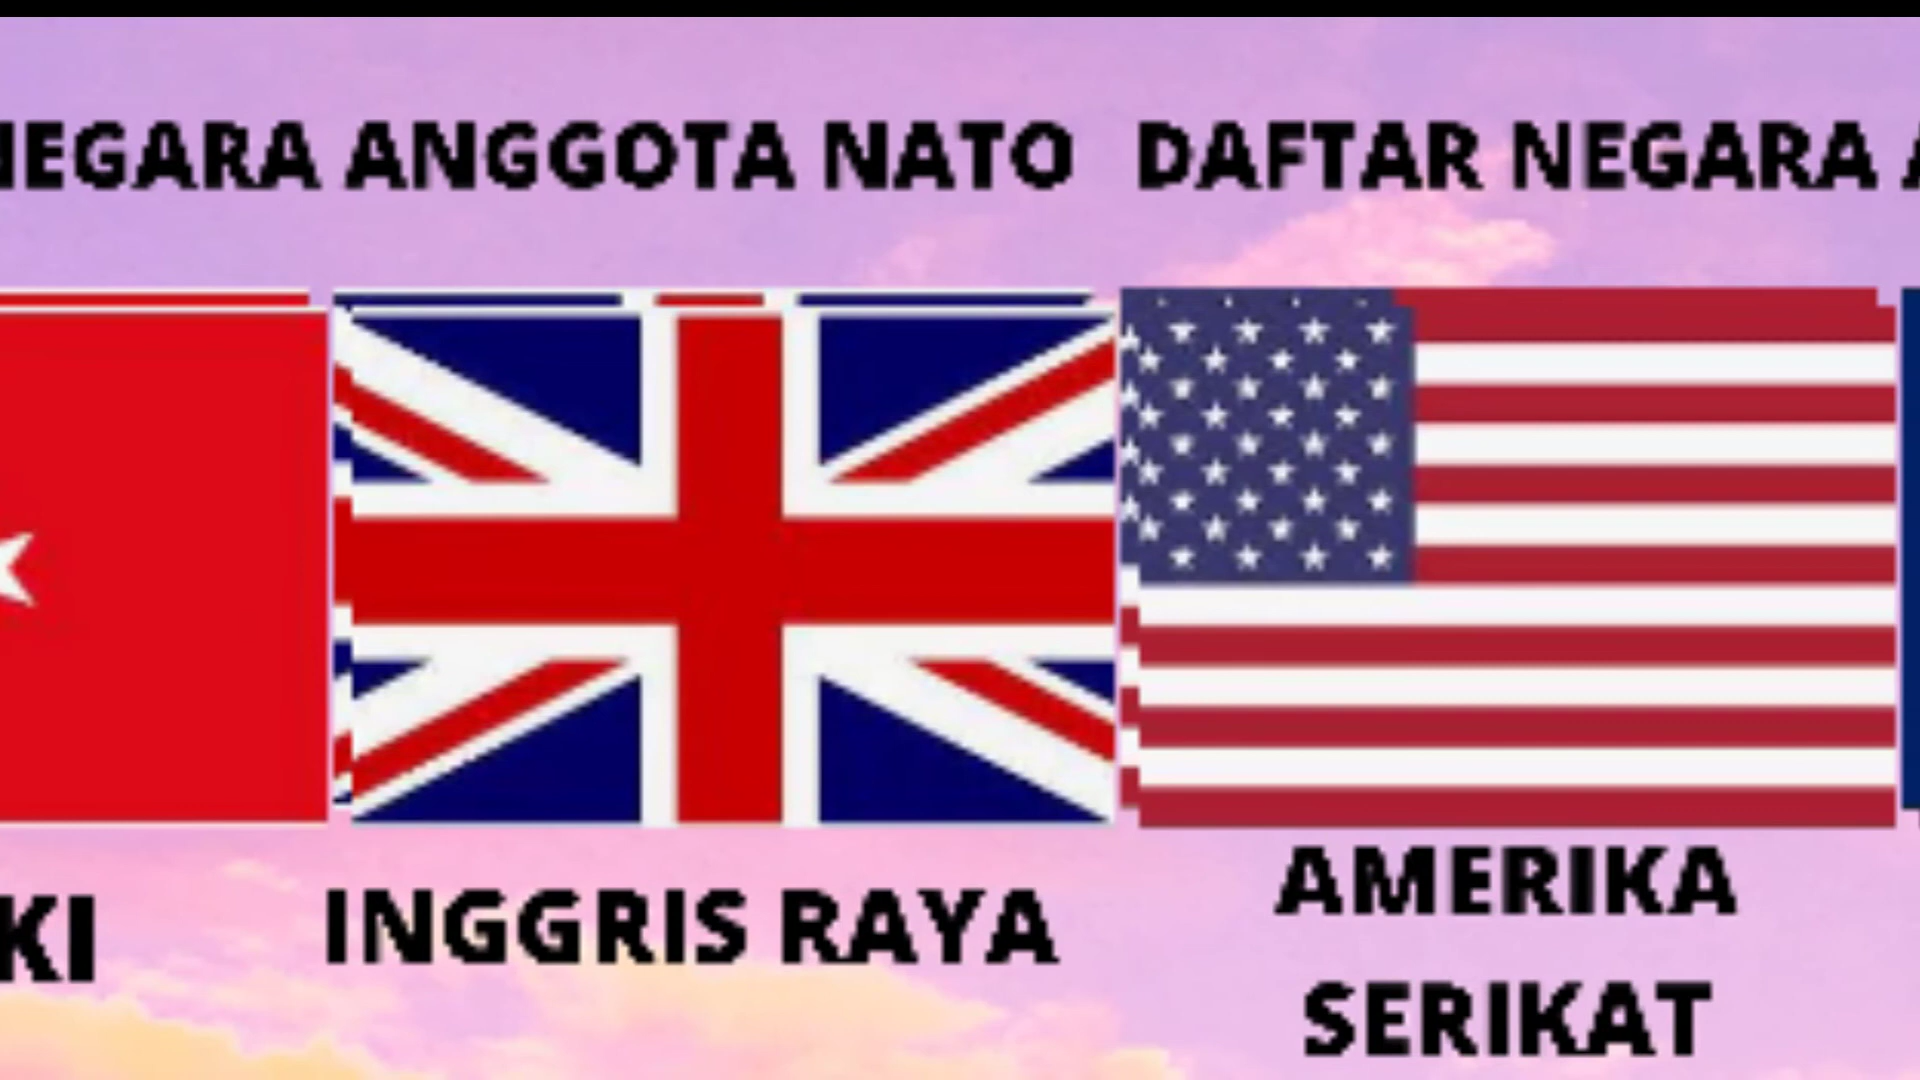 NEGARA ANGGOTA NATO DAFTAR NEGARA
KI
INGGRIS RAYA
AMERIKA
SERIKAT